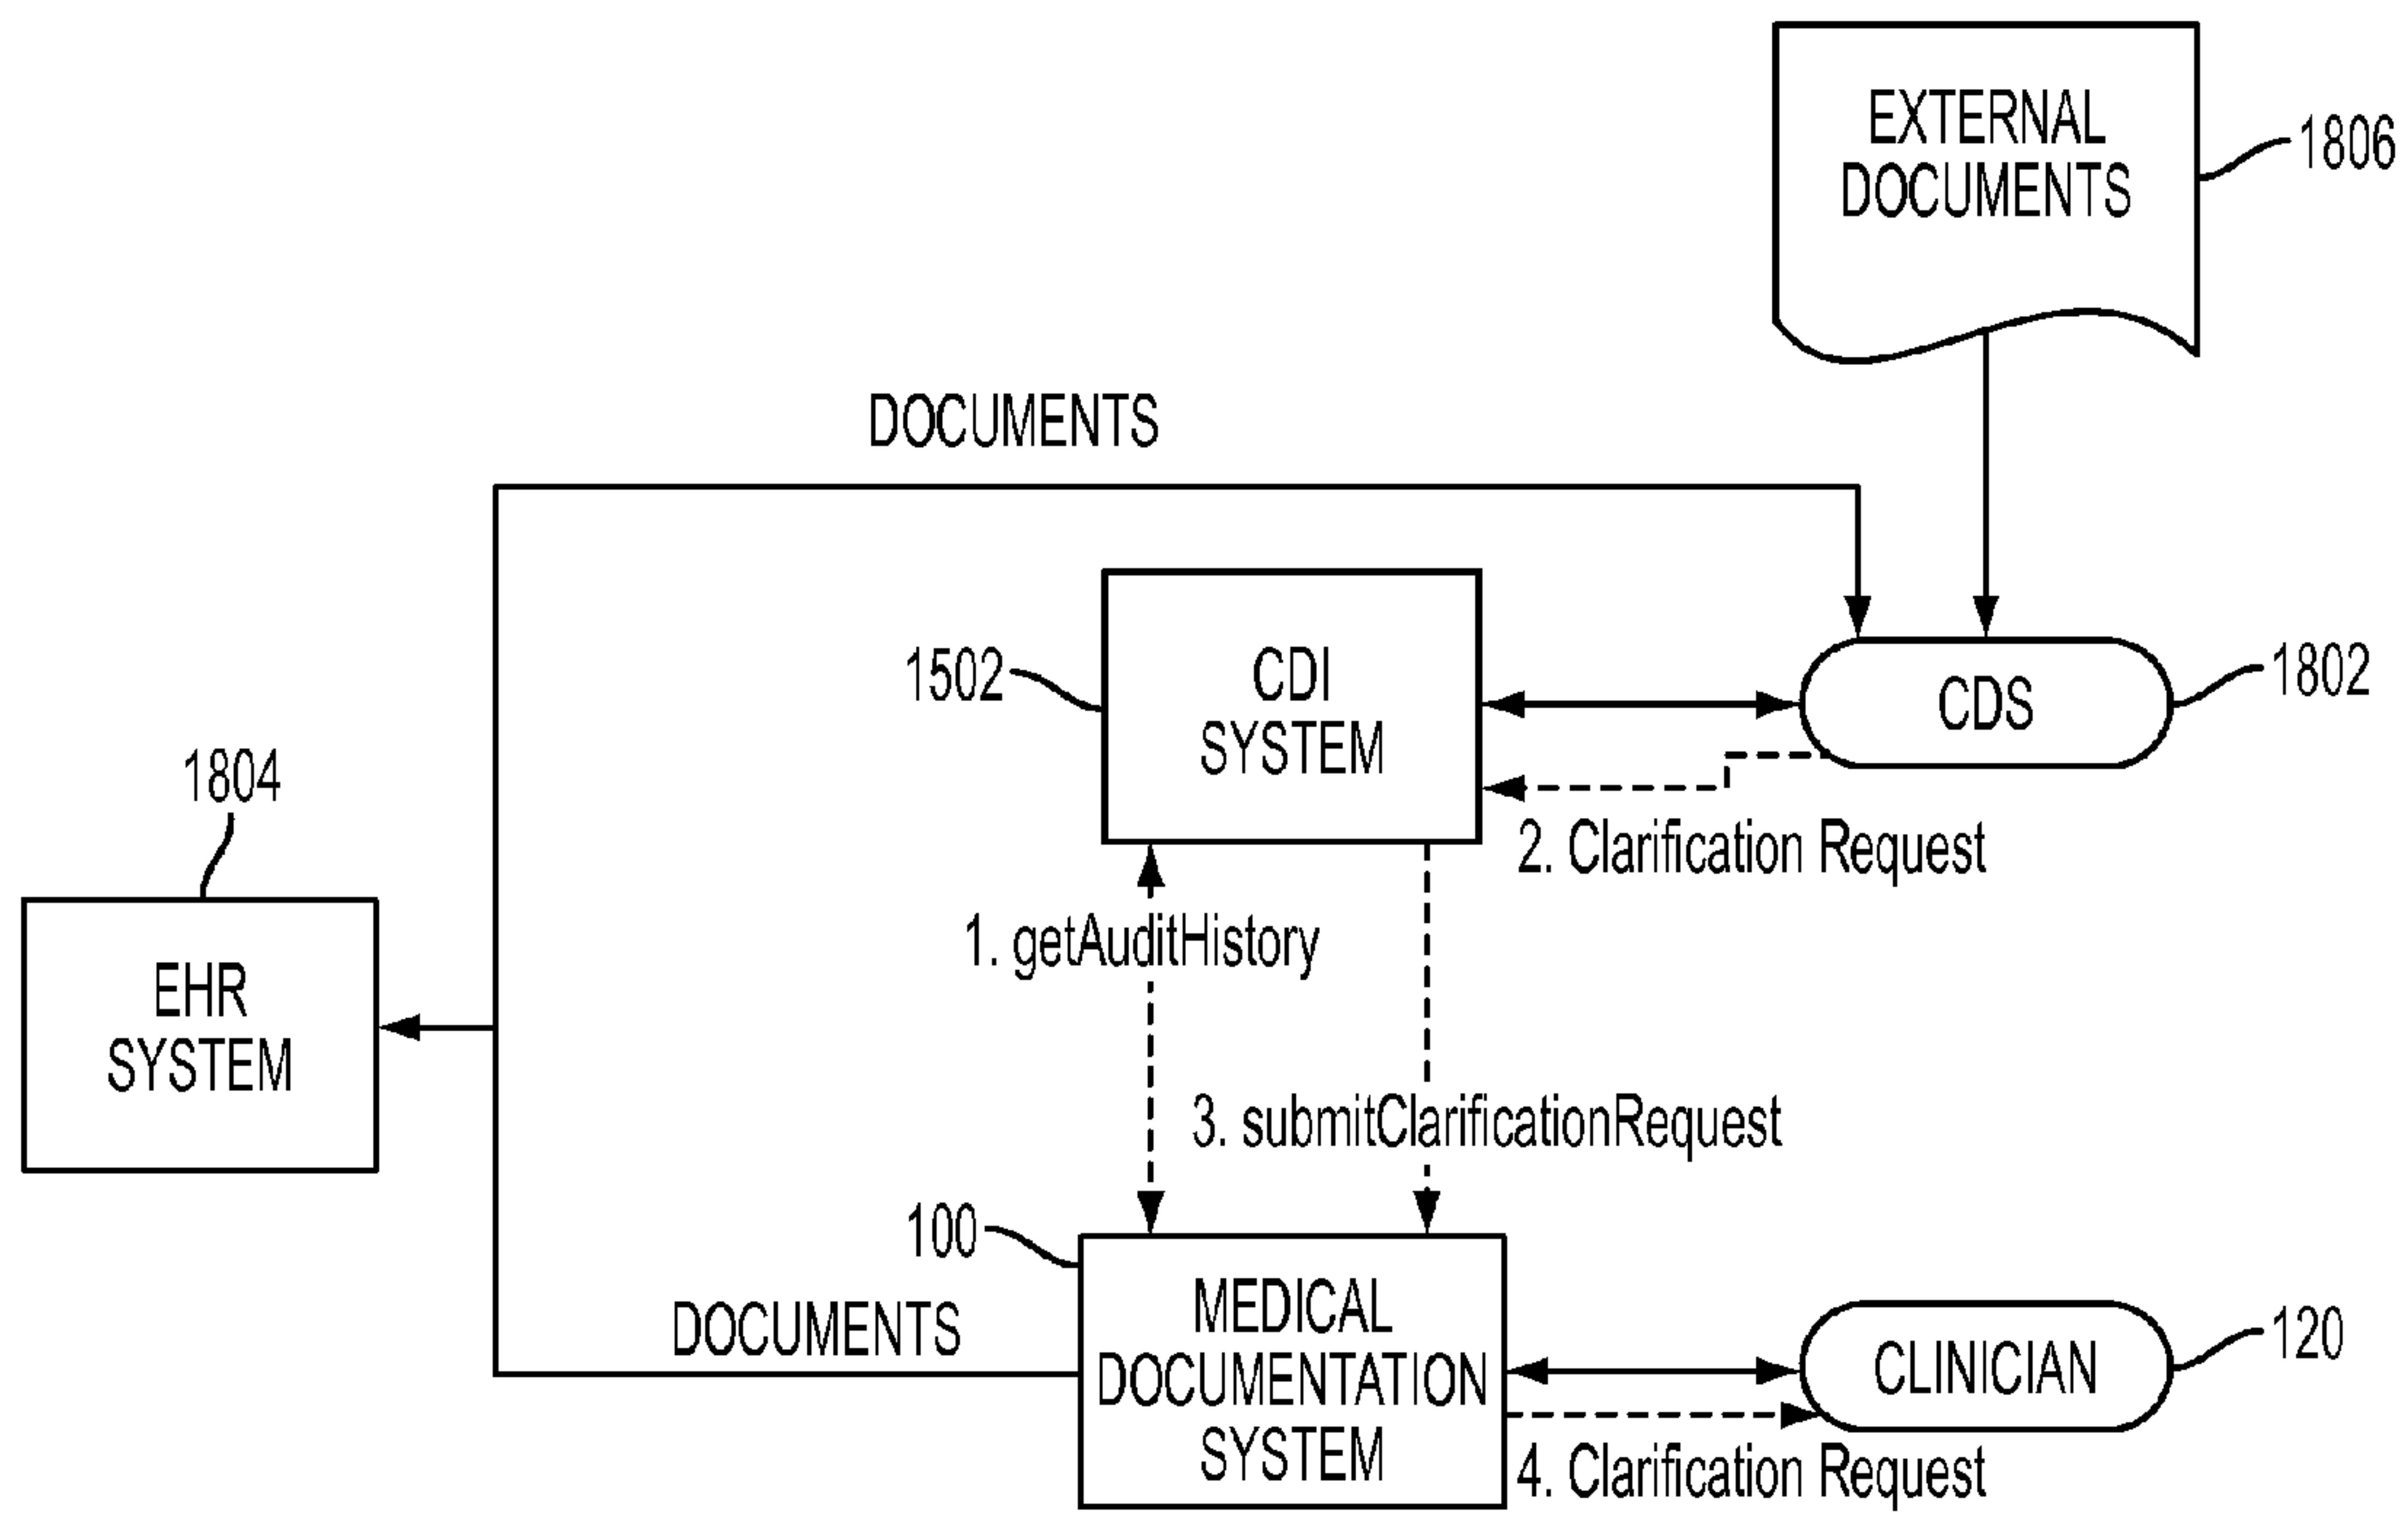 EXTERNAL
DOCUMENTS
1806
DOCUMENTS
1502
CDI
SYSTEM
CDS
1802
1804
2. Clarification Request
1. getAuditHistory
EHR
SYSTEM
3. submitClarificationRequest
100
DOCUMENTS
MEDICAL
DOCUMENTATION
SYSTEM
CLINICIAN
120
4. Clarification Request